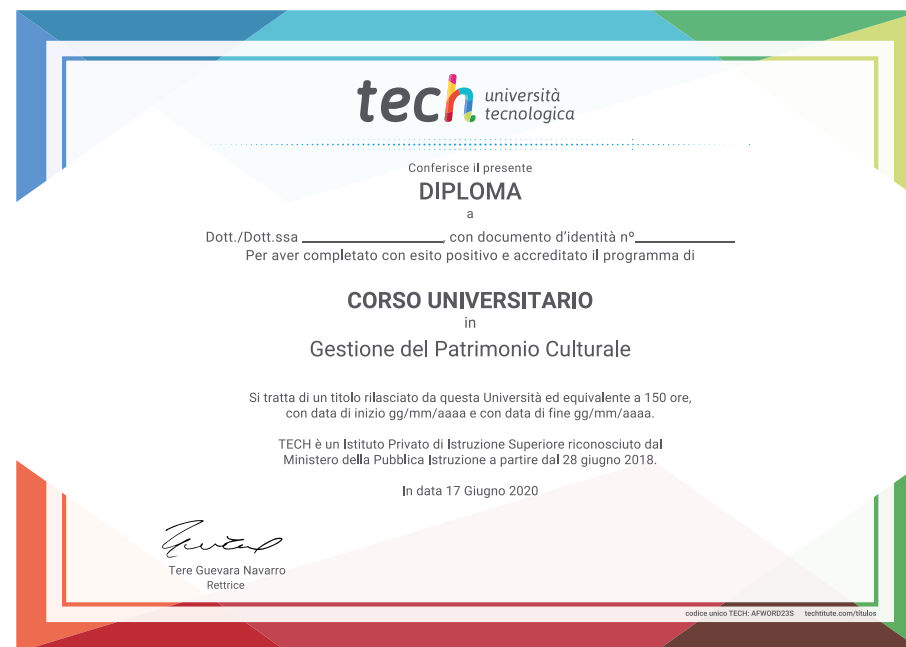 tech università
tecnologica
Conferisce il presente
DIPLOMA
a
Dott./Dott.ssa ____________, con documento d'identità nº____________
Per aver completato con esito positivo e accreditato il programma di
CORSO UNIVERSITARIO
in
Gestione del Patrimonio Culturale
Si tratta di un titolo rilasciato da questa Università ed equivalente a 150 ore,
con data di inizio gg/mm/aaaa e con data di fine gg/mm/aaaa.
TECH è un Istituto Privato di Istruzione Superiore riconosciuto dal
Ministero della Pubblica Istruzione a partire dal 28 giugno 2018.
In data 17 Giugno 2020
Tere Guevara Navarro
Rettrice
codice unico TECH: AFWORD23S techtitute.com/títulos